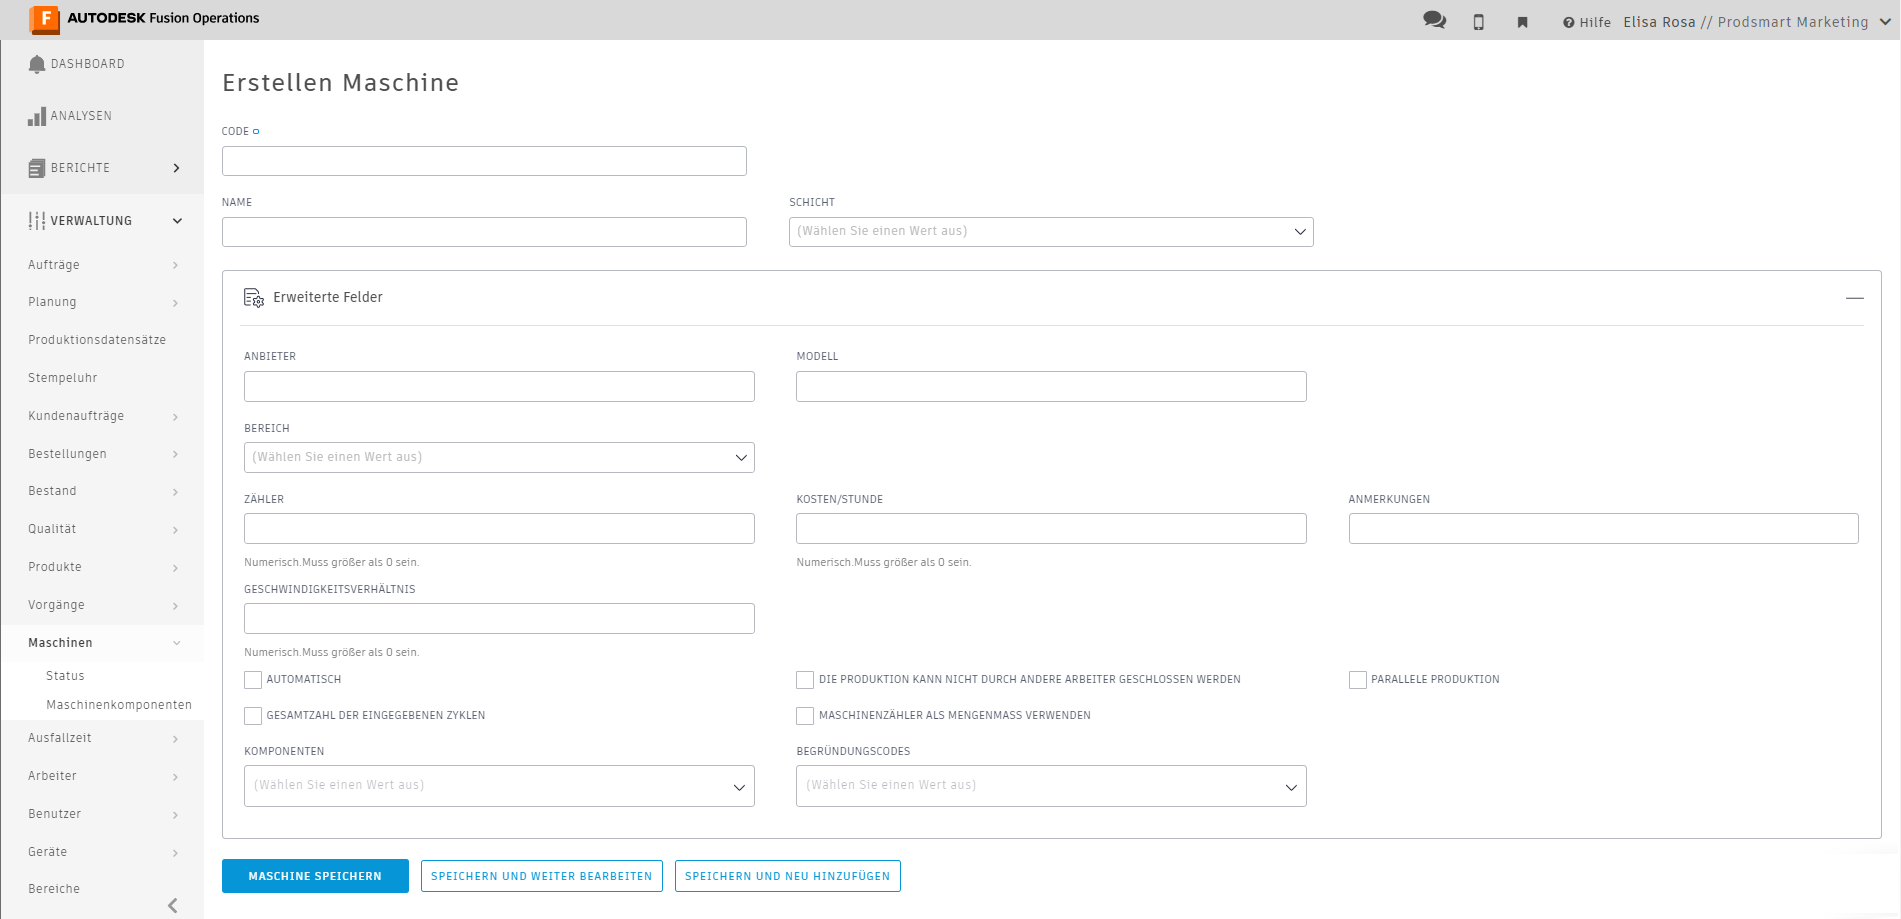 F AUTODESK Fusion Operations
Hilfe Elisa Rosa // Prodsmart Marketing
DASHBOARD
ANALYSEN
BERICHTE
VERWALTUNG
Aufträge
Planung
Produktionsdatensätze
Stempeluhr
Kundenaufträge
Bestellungen
Bestand
Qualität
Produkte
Vorgänge
Maschinen
Status
Maschinenkomponenten
Ausfallzeit
Arbeiter
Benutzer
Geräte
Bereiche
Erstellen Maschine
CODE
NAME
SCHICHT
(Wählen Sie einen Wert aus)
Erweiterte Felder
ANBIETER
MODELL
BEREICH
(Wählen Sie einen Wert aus)
ZÄHLER
KOSTEN/STUNDE
ANMERKUNGEN
Numerisch.Muss größer als 0 sein.
Numerisch.Muss größer als 0 sein.
GESCHWINDIGKEITSVERHÄLTNIS
Numerisch.Muss größer als 0 sein.
AUTOMATISCH
DIE PRODUKTION KANN NICHT DURCH ANDERE ARBEITER GESCHLOSSEN WERDEN
PARALLELE PRODUKTION
GESAMTZAHL DER EINGEGEBENEN ZYKLEN
MASCHINENZÄHLER ALS MENGENMASS VERWENDEN
KOMPONENTEN
BEGRÜNDUNGSCODES
(Wählen Sie einen Wert aus)
(Wählen Sie einen Wert aus)
MASCHINE SPEICHERN
SPEICHERN UND WEITER BEARBEITEN
SPEICHERN UND NEU HINZUFÜGEN